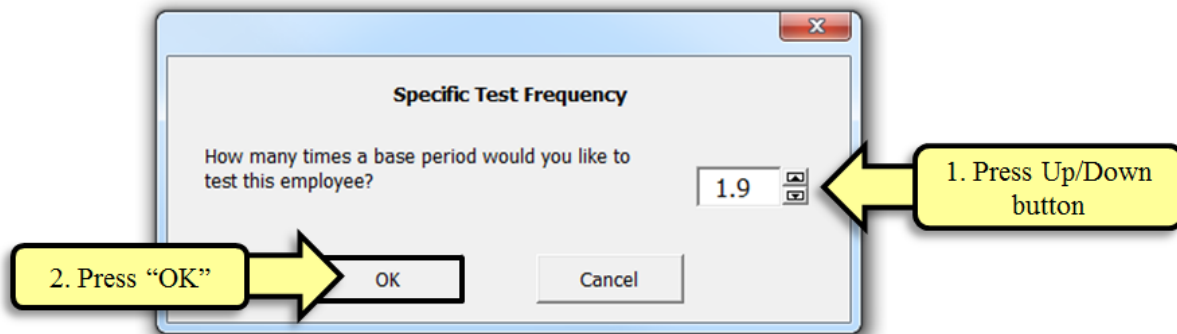 Specific Test Frequency
How many times a base period would you like to
test this employee?
1.9
1. Press Up/Down
button
2. Press “OK”
OK
Cancel